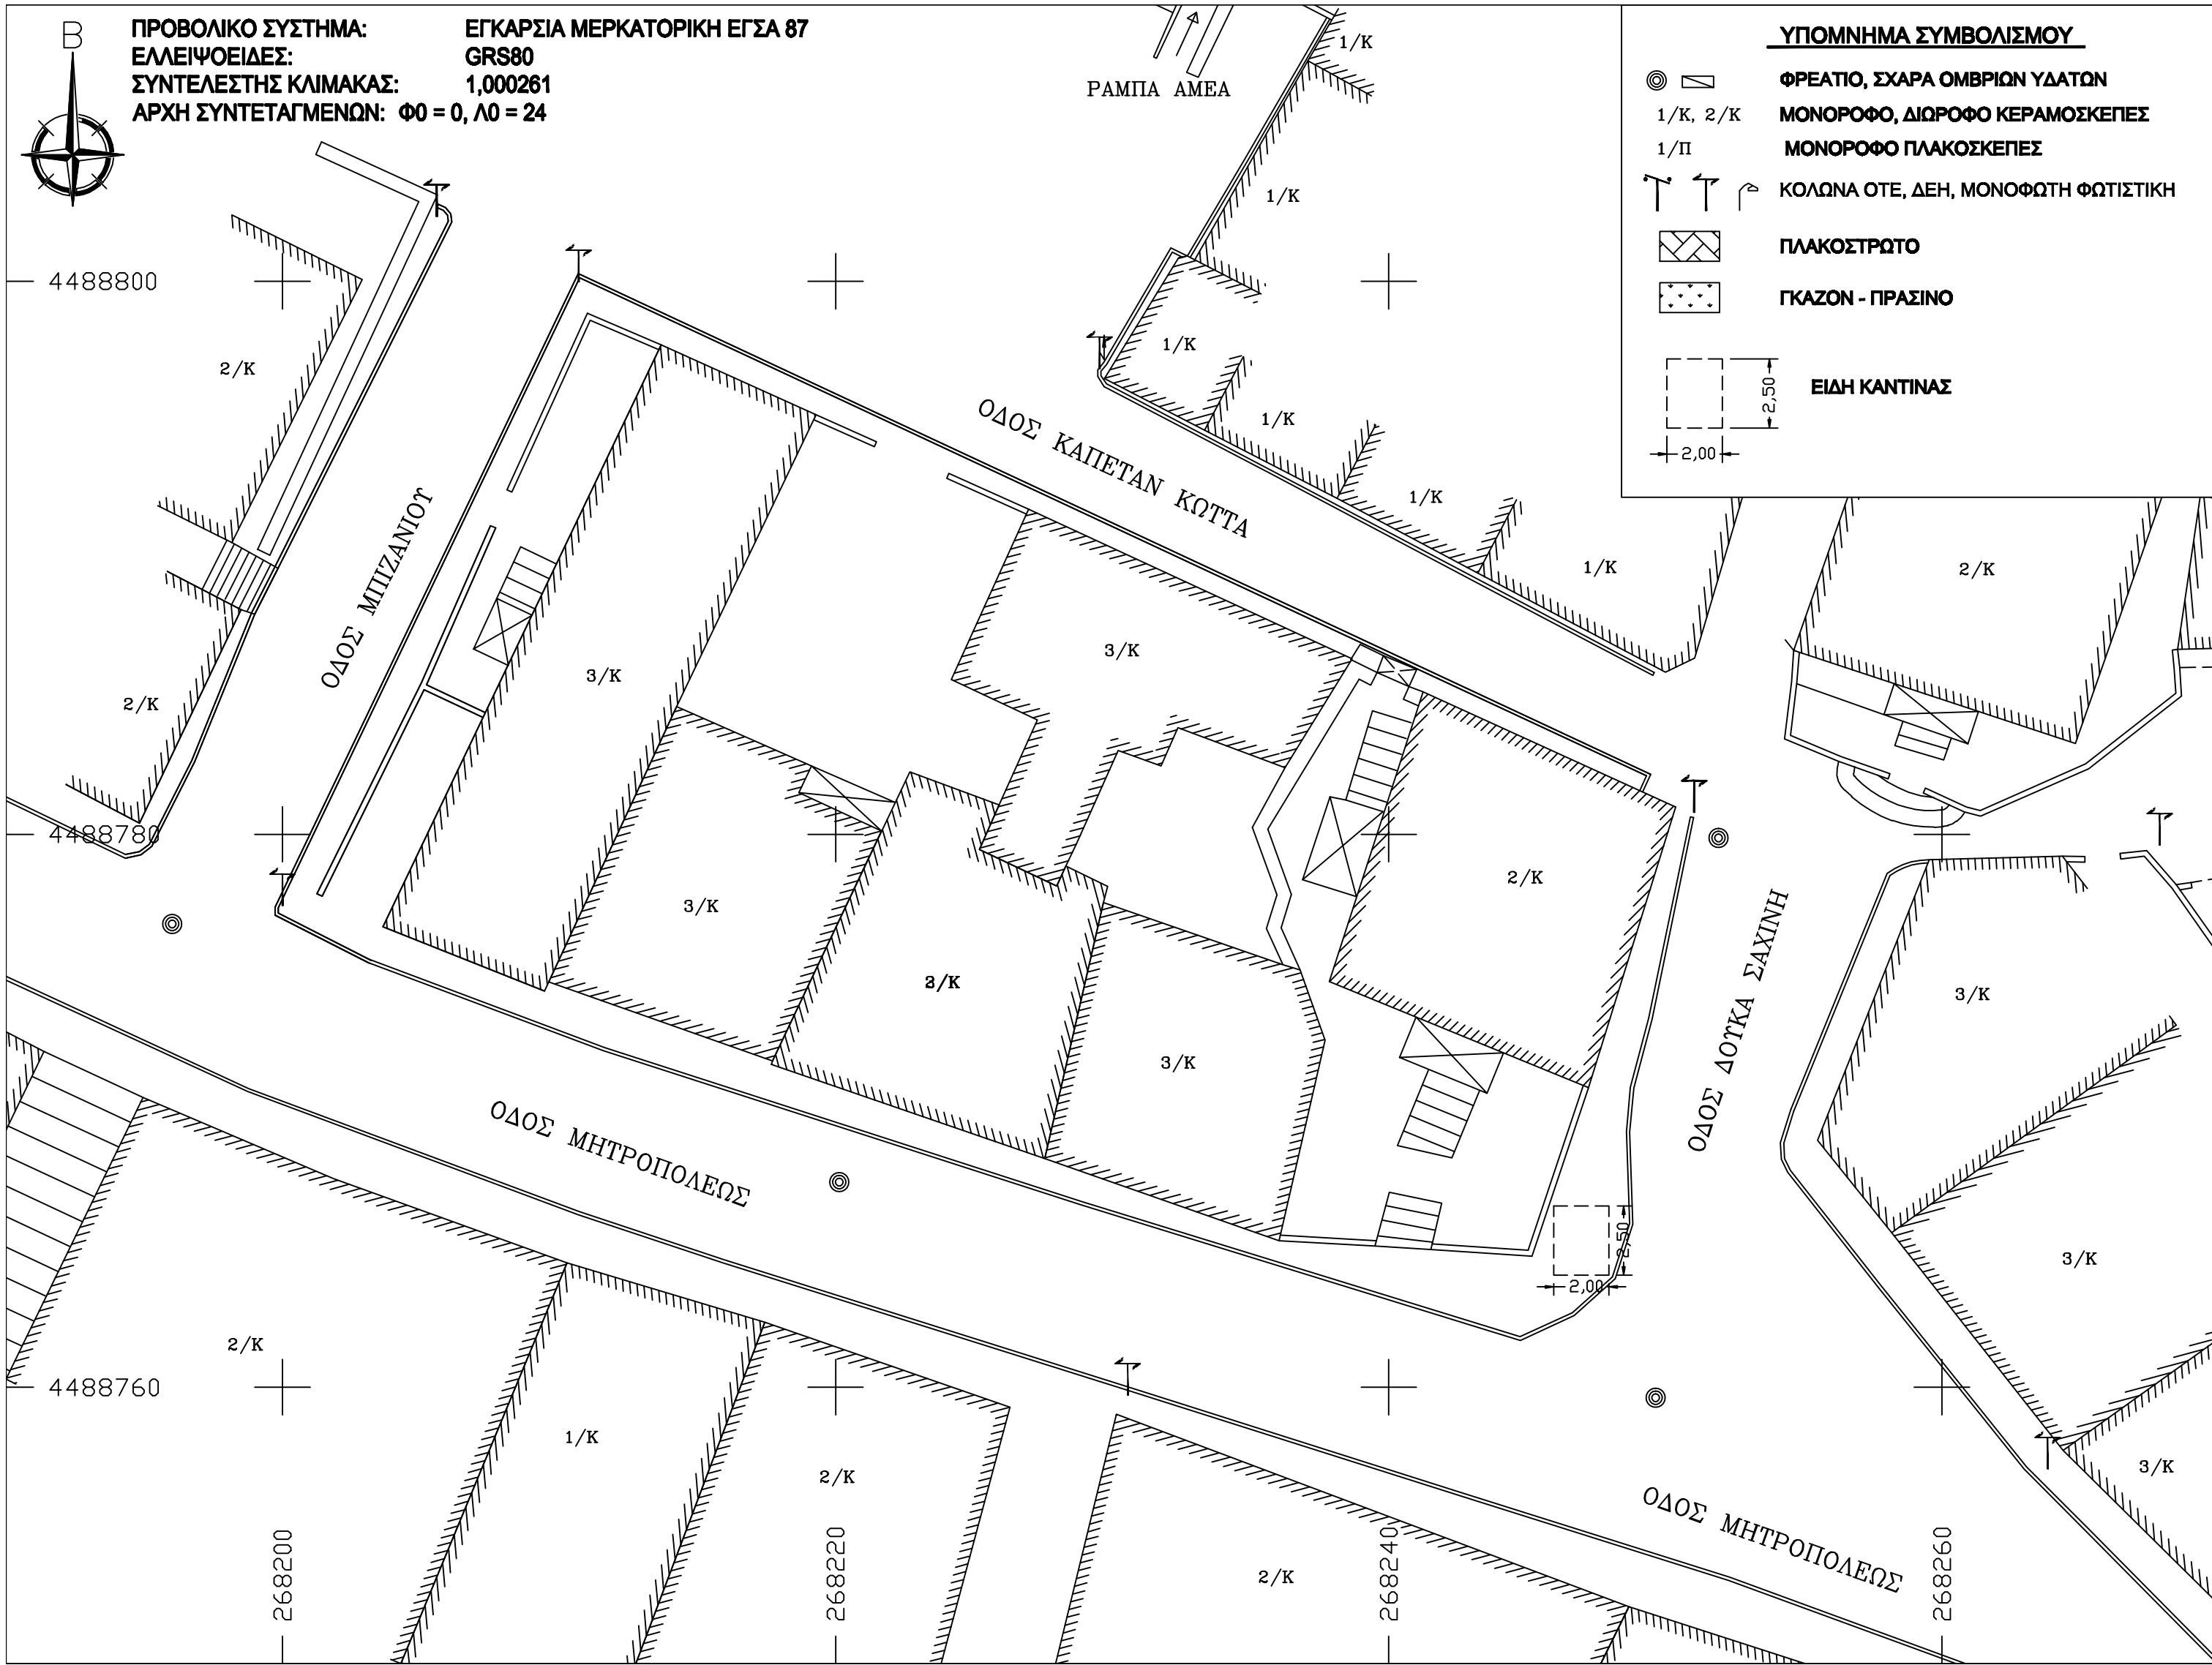 Β
ΠΡΟΒΟΛΙΚΟ ΣΥΣΤΗΜΑ: ΕΓΚΑΡΣΙΑ ΜΕΡΚΑΤΟΡΙΚΗ ΕΓΣΑ 87
ΕΛΛΕΙΨΟΕΙΔΕΣ: GRS80
ΣΥΝΤΕΛΕΣΤΗΣ ΚΛΙΜΑΚΑΣ: 1,000261
ΑΡΧΗ ΣΥΝΤΕΤΑΓΜΕΝΩΝ: Φ0 = 0, Λ0 = 24
ΥΠΟΜΝΗΜΑ ΣΥΜΒΟΛΙΣΜΟΥ
ΦΡΕΑΤΙΟ, ΣΧΑΡΑ ΟΜΒΡΙΩΝ ΥΔΑΤΩΝ
1/Κ, 2/Κ ΜΟΝΟΡΟΦΟ, ΔΙΩΡΟΦΟ ΚΕΡΑΜΟΣΚΕΠΕΣ
1/Π ΜΟΝΟΡΟΦΟ ΠΛΑΚΟΣΚΕΠΕΣ
ΚΟΛΩΝΑ ΟΤΕ, ΔΕΗ, ΜΟΝΟΦΩΤΗ ΦΩΤΙΣΤΙΚΗ
ΠΛΑΚΟΣΤΡΩΤΟ
ΓΚΑΖΟΝ - ΠΡΑΣΙΝΟ
2,50
ΕΙΔΗ ΚΑΝΤΙΝΑΣ
2,00
1/Κ
ΡΑΜΠΑ ΑΜΕΑ
1/Κ
4488800
1/Κ
2/Κ
1/Κ
ΟΔΟΣ ΚΑΠΕΤΑΝ ΚΩΤΤΑ
1/Κ
1/Κ
2/Κ
ΟΔΟΣ ΜΠΙΖΑΝΙΟΥ
3/Κ
3/Κ
2/Κ
4488780
2/Κ
3/Κ
3/Κ
ΟΔΟΣ ΔΟΥΚΑ ΣΑΧΙΝΗ
3/Κ
3/Κ
ΟΔΟΣ ΜΗΤΡΟΠΟΛΕΩΣ
2,50
2,00
3/Κ
2/Κ
4488760
1/Κ
2/Κ
3/Κ
ΟΔΟΣ ΜΗΤΡΟΠΟΛΕΩΣ
2/Κ
268200
268220
268240
268260